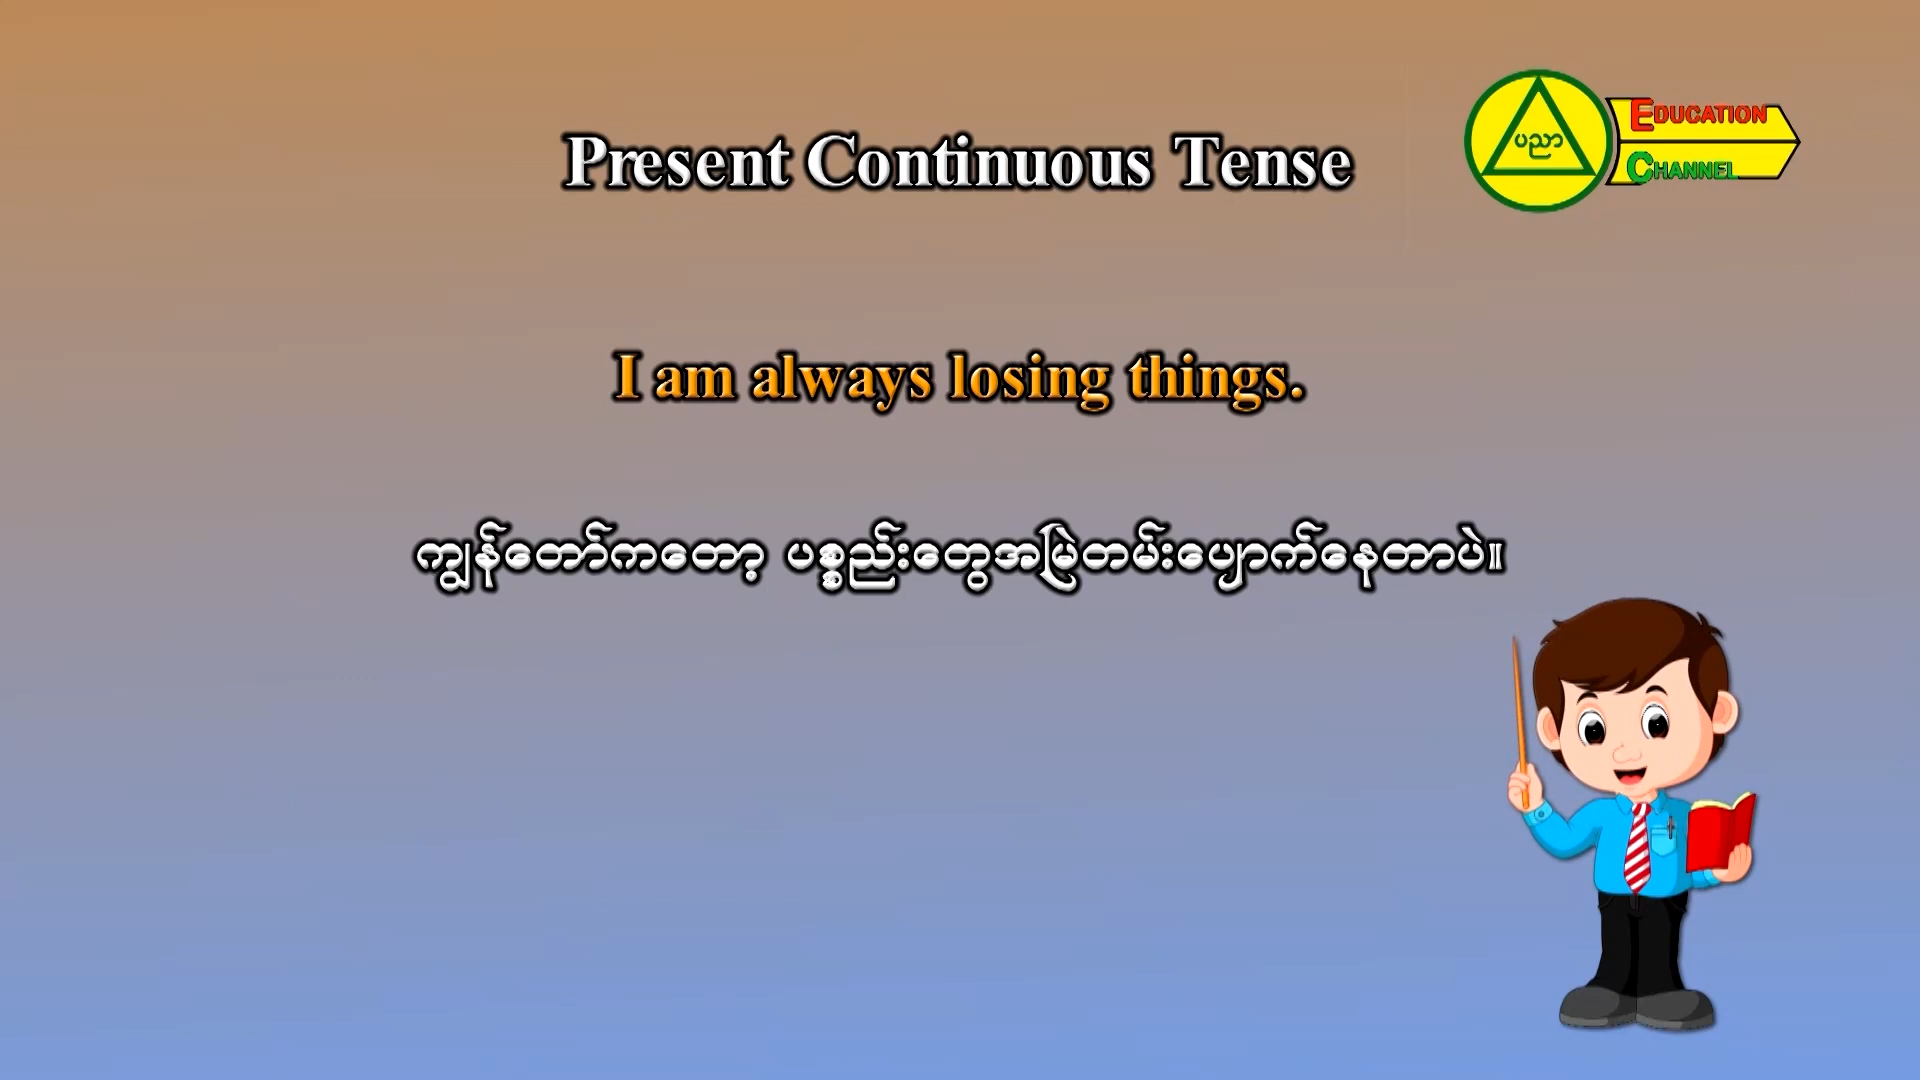 Present Continuous Tense
ပညာ
EDUCATION
CHANNEL
I am always losing things.
ကျွန်တော်ကတော့ ပစ္စည်းတွေအမြဲတမ်းပျောက်နေတာပဲ။